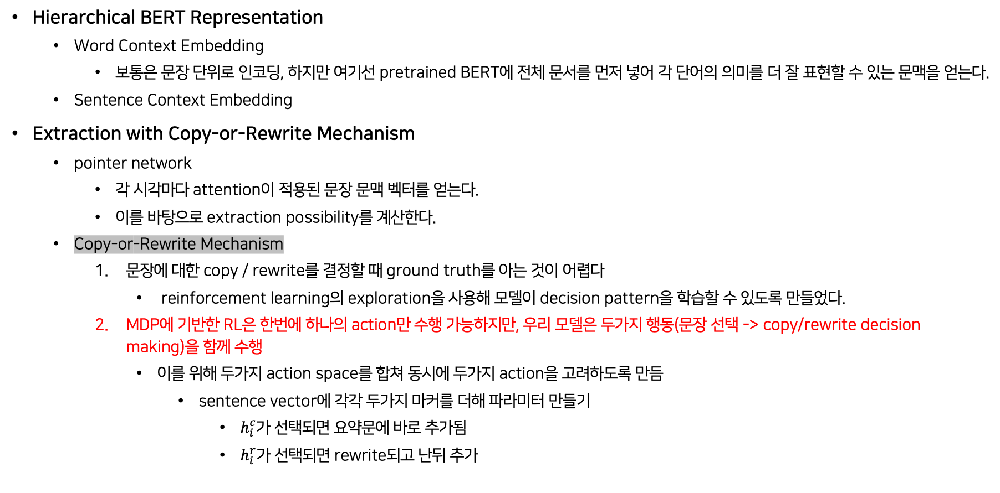 • Hierarchical BERT Representation
• Word Context Embedding
• 보통은 문장 단위로 인코딩, 하지만 여기선 pretrained BERT에 전체 문서를 먼저 넣어 각 단어의 의미를 더 잘 표현할 수 있는 문맥을 얻는다.
• Sentence Context Embedding
• Extraction with Copy-or-Rewrite Mechanism
• pointer network
• 각 시각마다 attention이 적용된 문장 문맥 벡터를 얻는다.
• 이를 바탕으로 extraction possibility를 계산한다.
• Copy-or-Rewrite Mechanism
1. 문장에 대한 copy / rewrite를 결정할 때 ground truth를 아는 것이 어렵다
• reinforcement learning의 exploration을 사용해 모델이 decision pattern을 학습할 수 있도록 만들었다.
2. MDP에 기반한 RL은 한번에 하나의 action만 수행 가능하지만, 우리 모델은 두가지 행동(문장 선택 -> copy/rewrite decision
making)을 함께 수행
• 이를 위해 두가지 action space를 합쳐 동시에 두가지 action을 고려하도록 만듬
• sentence vector에 각각 두가지 마커를 더해 파라미터 만들기
• $h_i^c$가 선택되면 요약문에 바로 추가됨
• $h_i^r$가 선택되면 rewrite되고 난뒤 추가